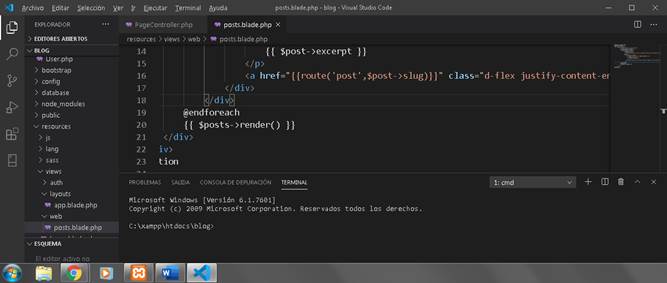 Archivo Editar Selección Ver Ir Ejecutar Terminal Ayuda posts.blade.php - blog - Visual Studio Code
EXPLORADOR
EDITORES ABIERTOS
BLOG
User.php
bootstrap
config
database
node_modules
public
resources
js
lang
sass
views
auth
layouts
app.blade.php
web
posts.blade.php
ESQUEMA
El editor activo no
PageController.php posts.blade.php ×
resources > views > web > posts.blade.php
14 {{ $post->excerpt }}
15 </p>
16 <a href="{{route('post',$post->slug)}}" class="d-flex justify-content-en
17 </div>
18 </div>
19 @endforeach
20 {{ $posts->render() }}
21 </div>
22 iv>
23 tion
PROBLEMAS SALIDA CONSOLA DE DEPURACIÓN TERMINAL 1: cmd
Microsoft Windows [Versión 6.1.7601]
Copyright (c) 2009 Microsoft Corporation. Reservados todos los derechos.
C:\xampp\htdocs\blog>